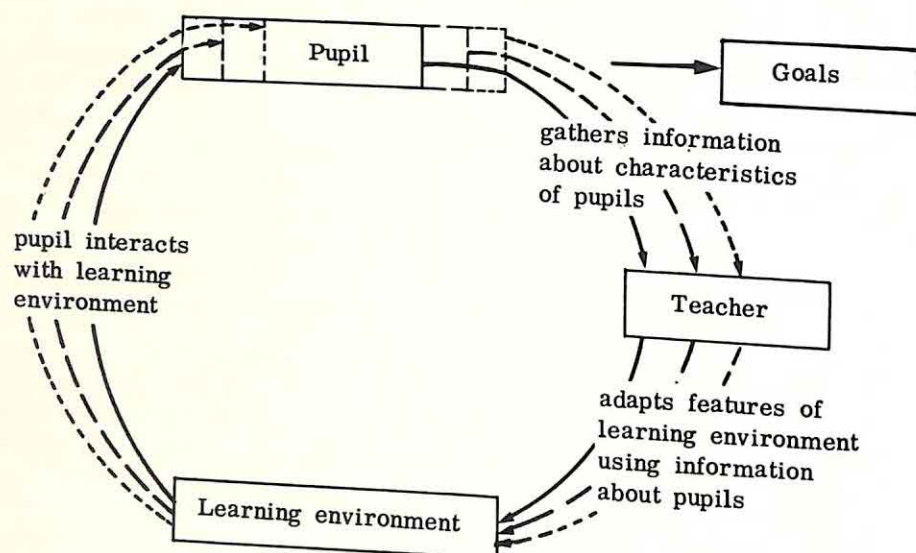 Pupil
Goals
gathers information
about characteristics
of pupils
Teacher
adapts features of
learning environment
using information
about pupils
Learning environment
pupil interacts
with learning
environment